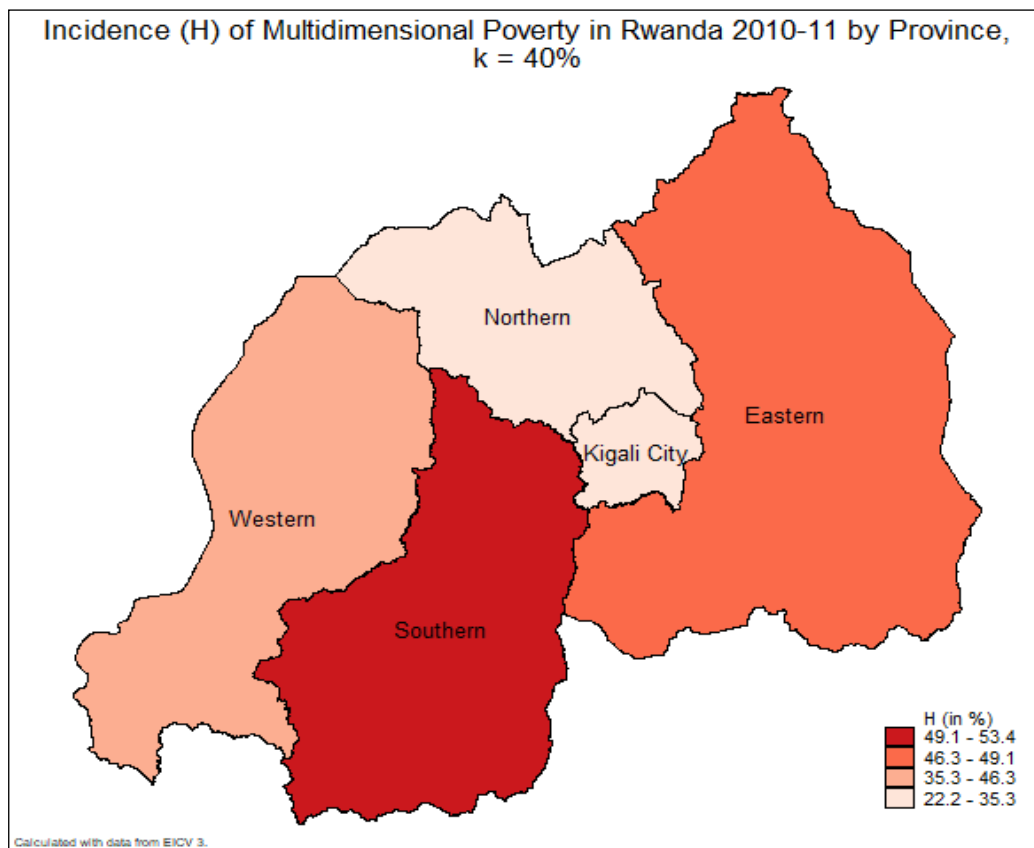 Incidence (H) of Multidimensional Poverty in Rwanda 2010-11 by Province,
k = 40%
Northern
Eastern
Kigali City
Western
Southern
H (in %)
49.1 - 53.4
46.3 - 49.1
35.3 - 46.3
22.2 - 35.3
Calculated with data from EICV 3.